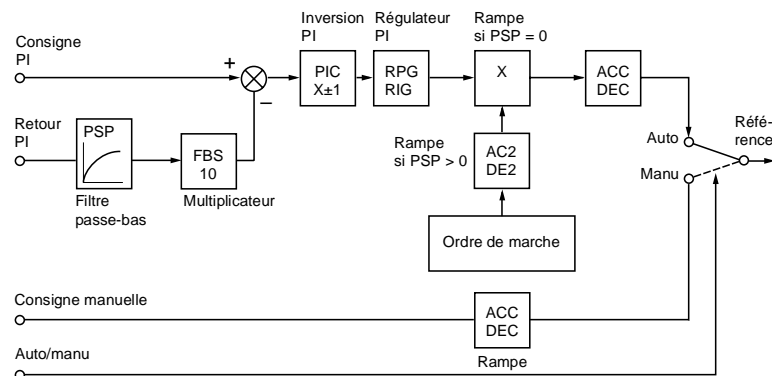 Inversion
PI
Régulateur
PI
Rampe
si PSP = 0
Consigne
PI
+
–
PIC
X±1
RPG
RIG
X
ACC
DEC
Retour
PI
PSP
FBS
10
Rampe
si PSP > 0
AC2
DE2
Auto
Manu
Référence
Filtre
passe-bas
Multiplicateur
Ordre de marche
Consigne manuelle
ACC
DEC
Auto/manu
Rampe